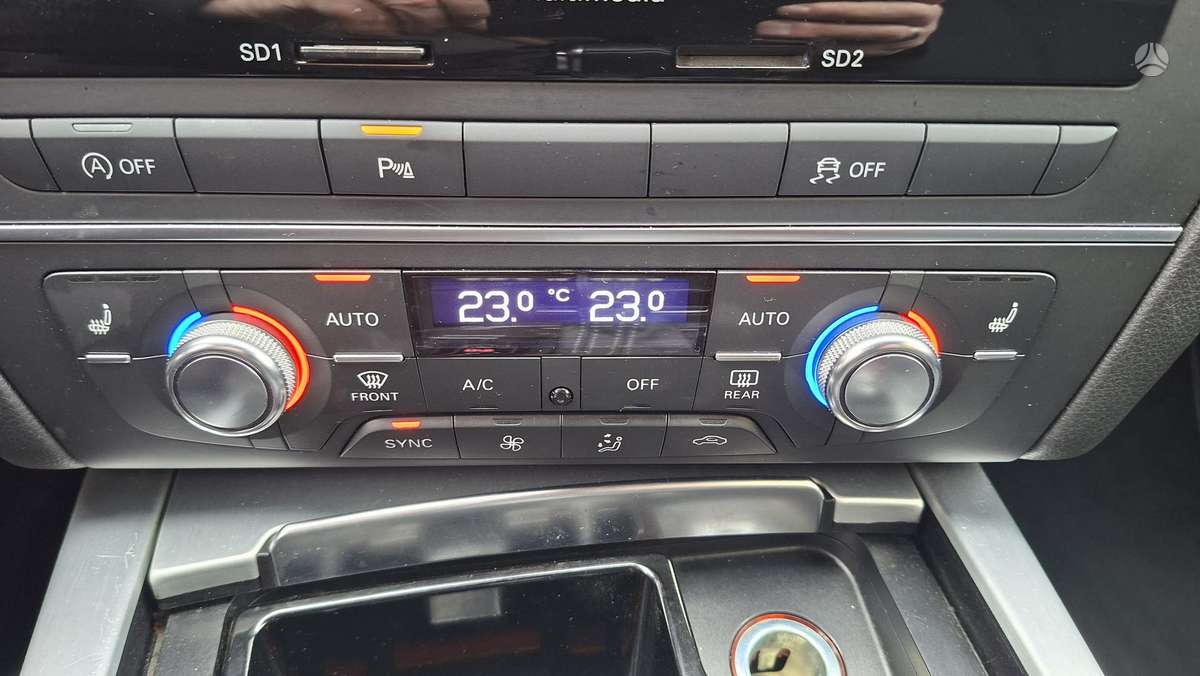 SD1
SD2
A OFF
P
OFF
AUTO
23.0 °C 23.0
AUTO
FRONT
A/C
OFF
REAR
SYNC